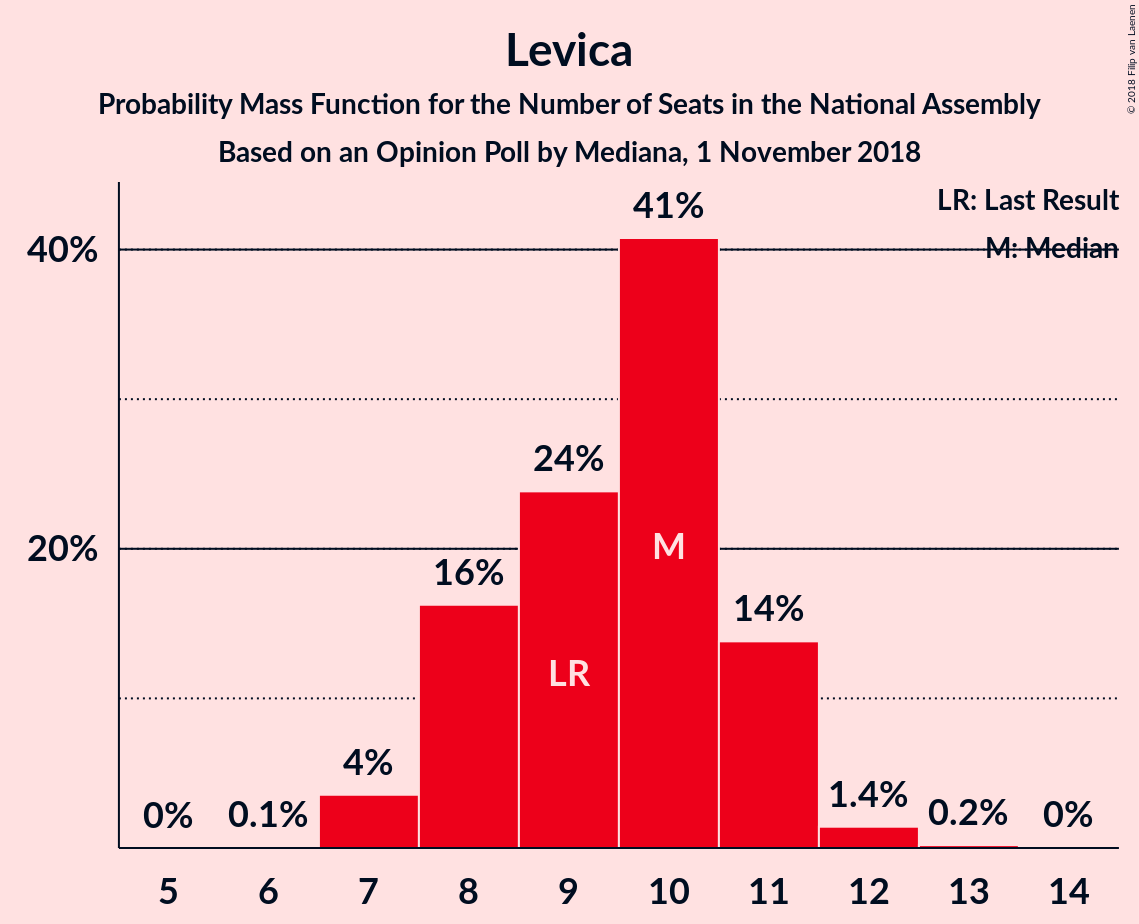 Levica
Probability Mass Function for the Number of Seats in the National Assembly
Based on an Opinion Poll by Mediana, 1 November 2018
© 2018 Filip van Laenen
LR: Last Result
M: Median
40%
20%
0%
0.1%
4%
16%
24%
41%
14%
1.4%
0.2%
0%
LR
M
5 6 7 8 9 10 11 12 13 14